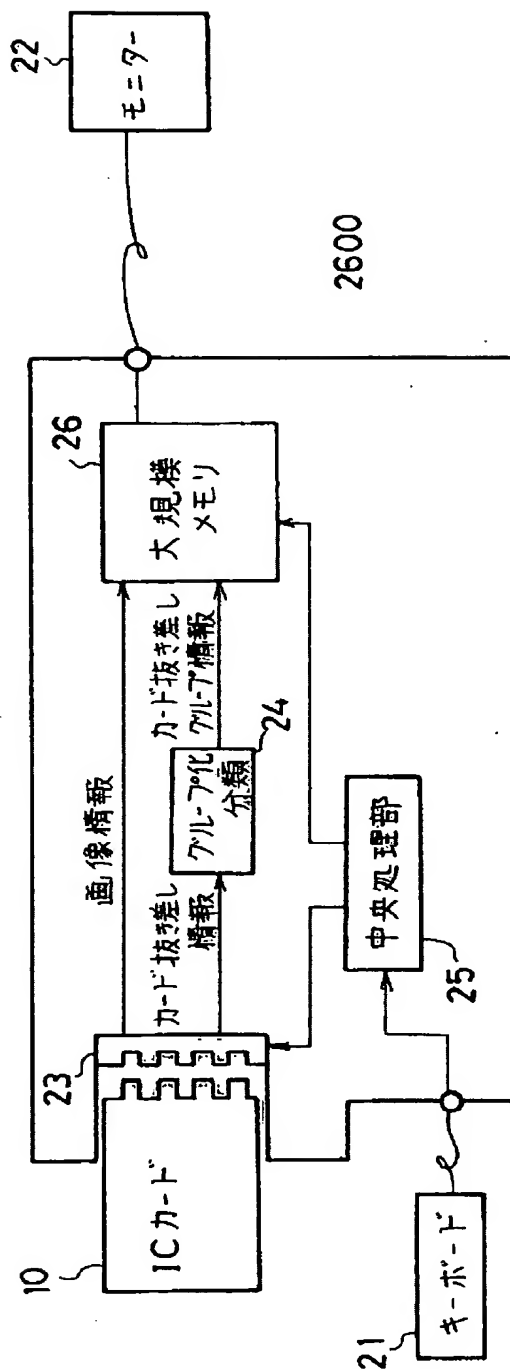 10
ICカード
23
画像情報
カード抜き差し
情報
グループ化
分類
24
カード抜き差し
グループ情報
26
大規模
メモリ
22
モニター
2600
21
キーボード
25
中央処理部